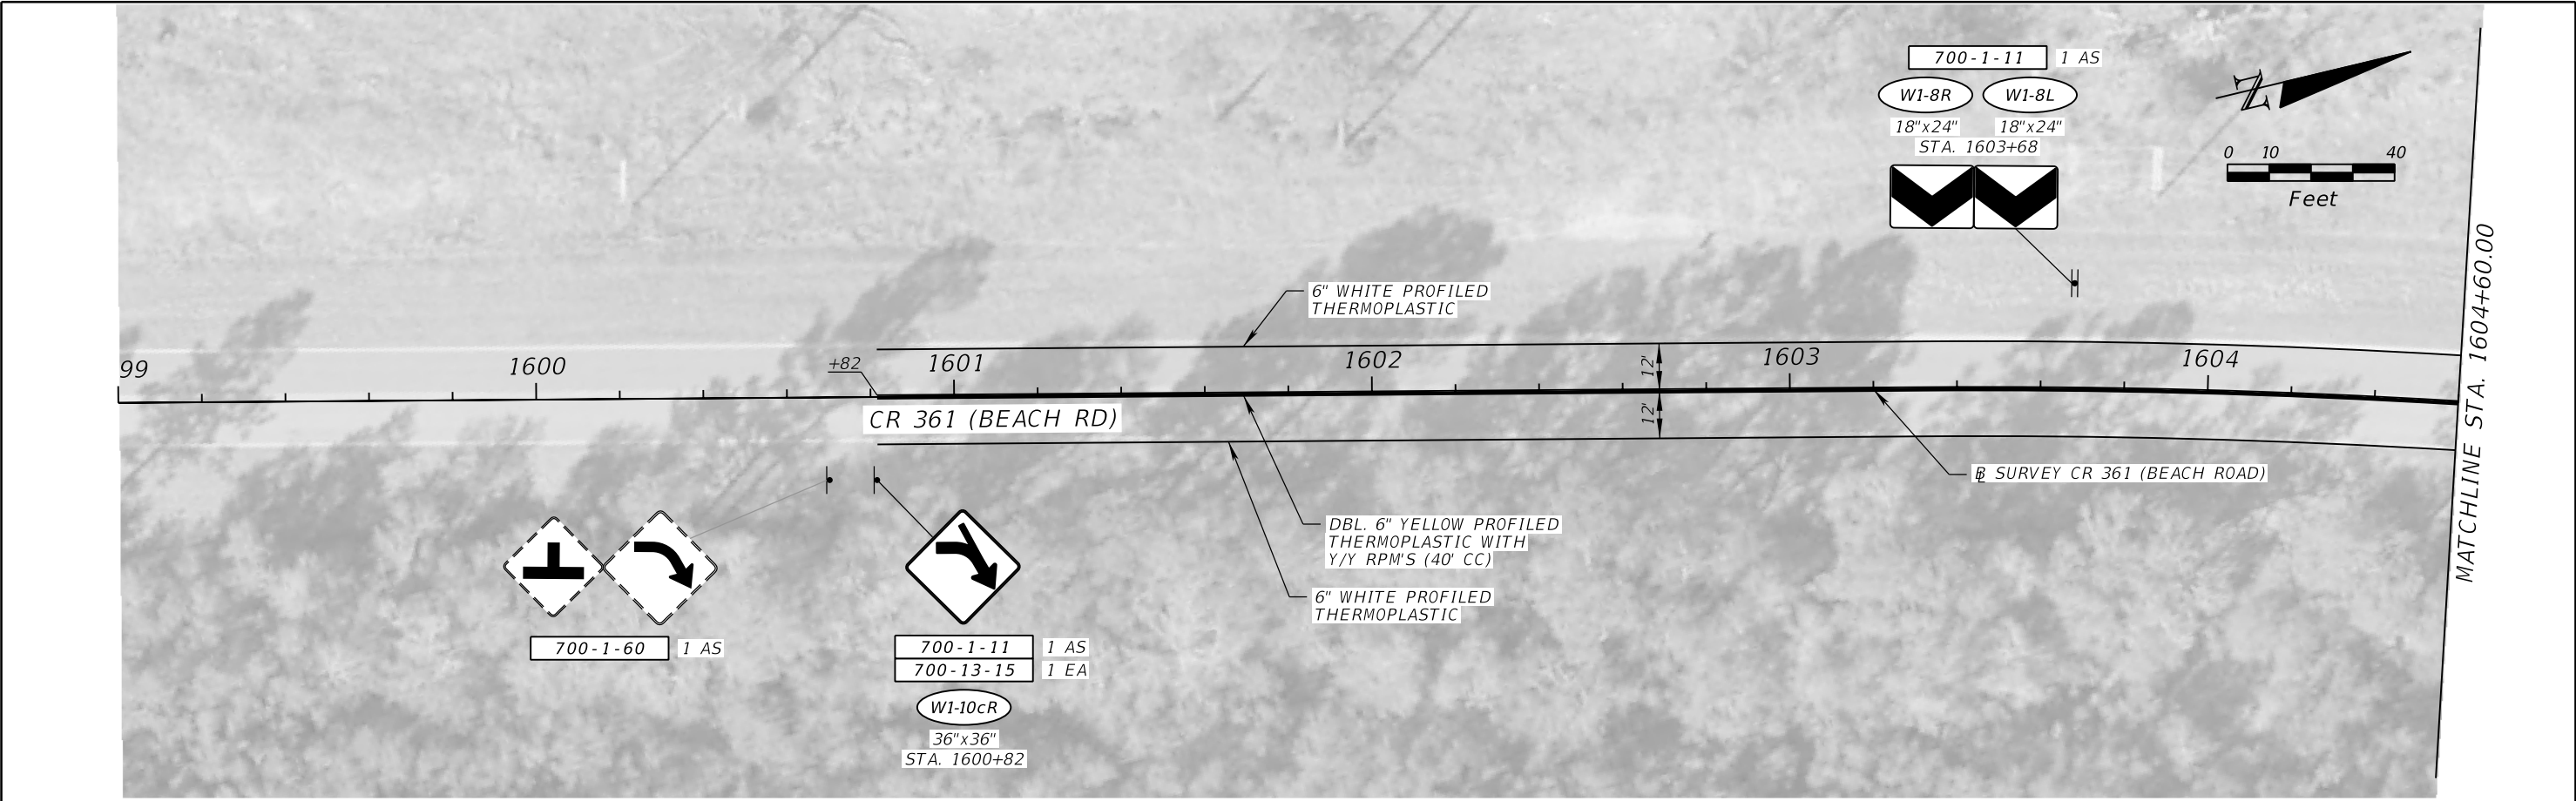 700-1-11 1 AS
W1-8R W1-8L
18"x24" 18"x24"
STA. 1603+68
N
0 10 40
Feet
6" WHITE PROFILED
THERMOPLASTIC
99 1600 +82 1601 1602 1603 1604
12'
12'
CR 361 (BEACH RD)
MATCHLINE STA. 1604+60.00
BL SURVEY CR 361 (BEACH ROAD)
DBL. 6" YELLOW PROFILED
THERMOPLASTIC WITH
Y/Y RPM'S (40' CC)
6" WHITE PROFILED
THERMOPLASTIC
700-1-60 1 AS
700-1-11 1 AS
700-13-15 1 EA
W1-10cR
36"x36"
STA. 1600+82